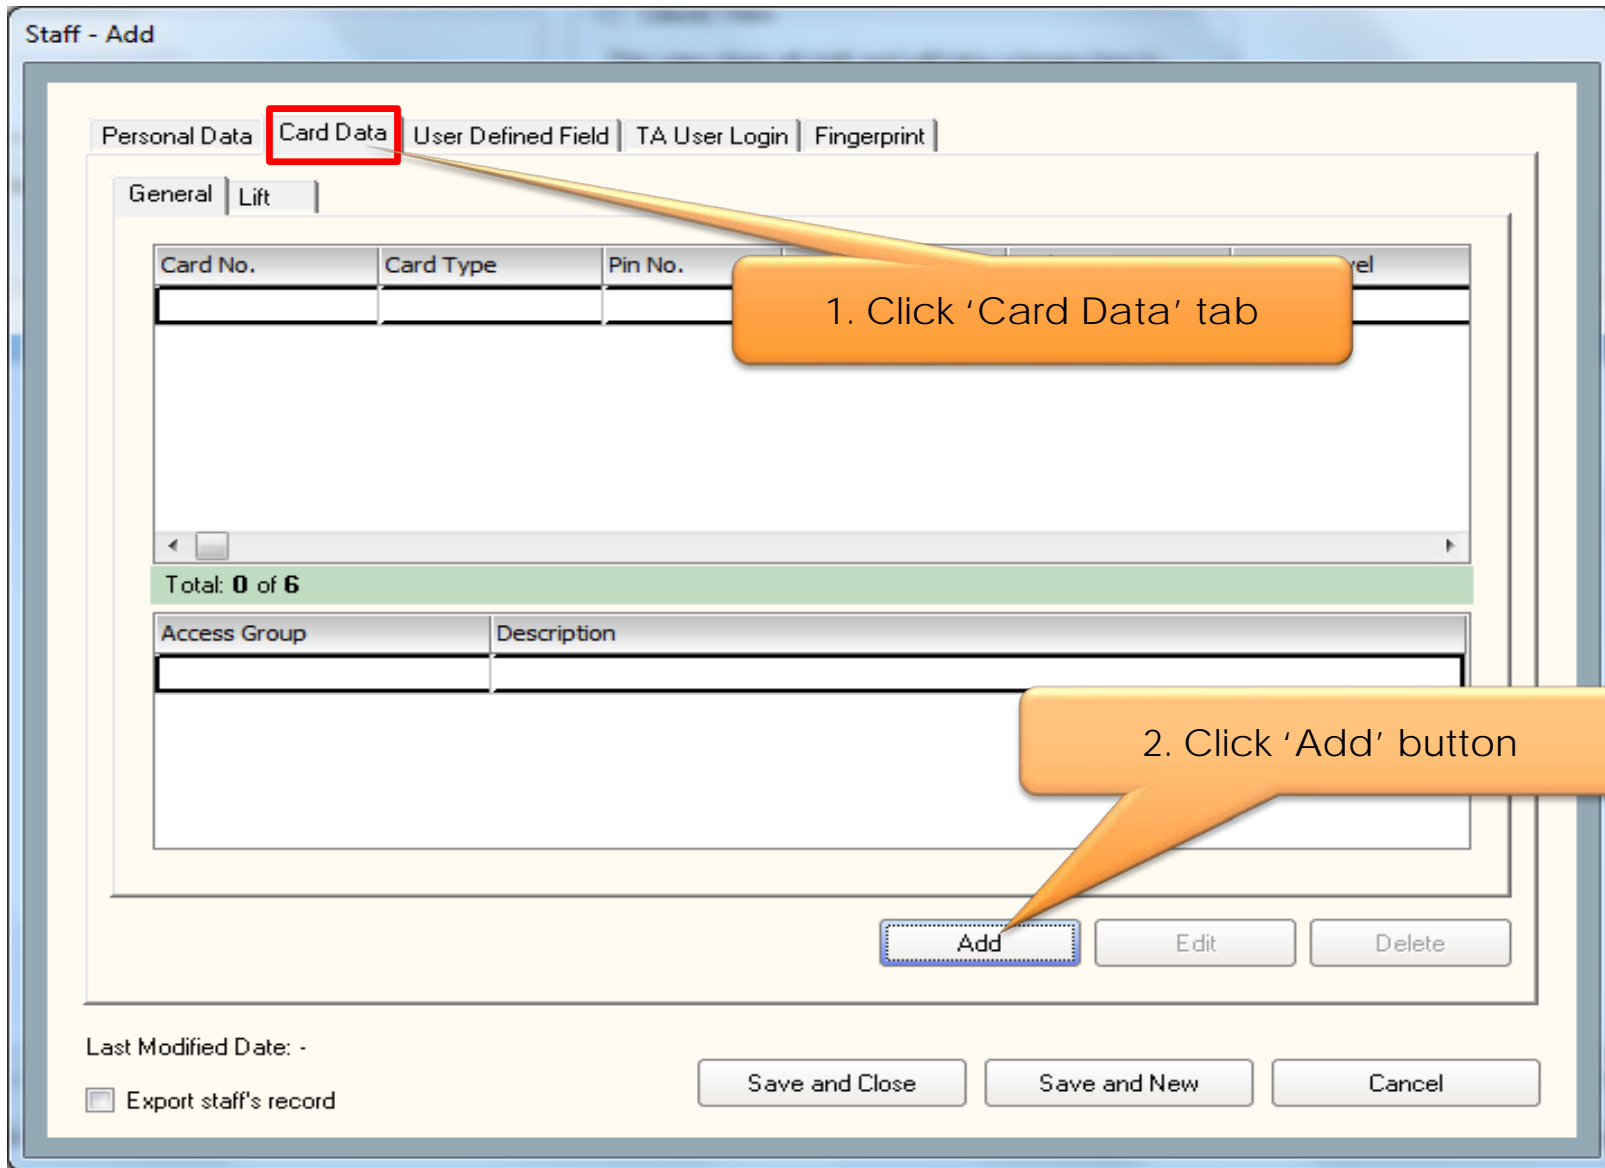 Staff - Add
Personal Data Card Data User Defined Field TA User Login Fingerprint
General Lift
Card No. Card Type Pin No.
1. Click ‘Card Data’ tab
Total: 0 of 6
Access Group Description
2. Click ‘Add’ button
Add Edit Delete
Last Modified Date: -
Save and Close Save and New Cancel
Export staff's record